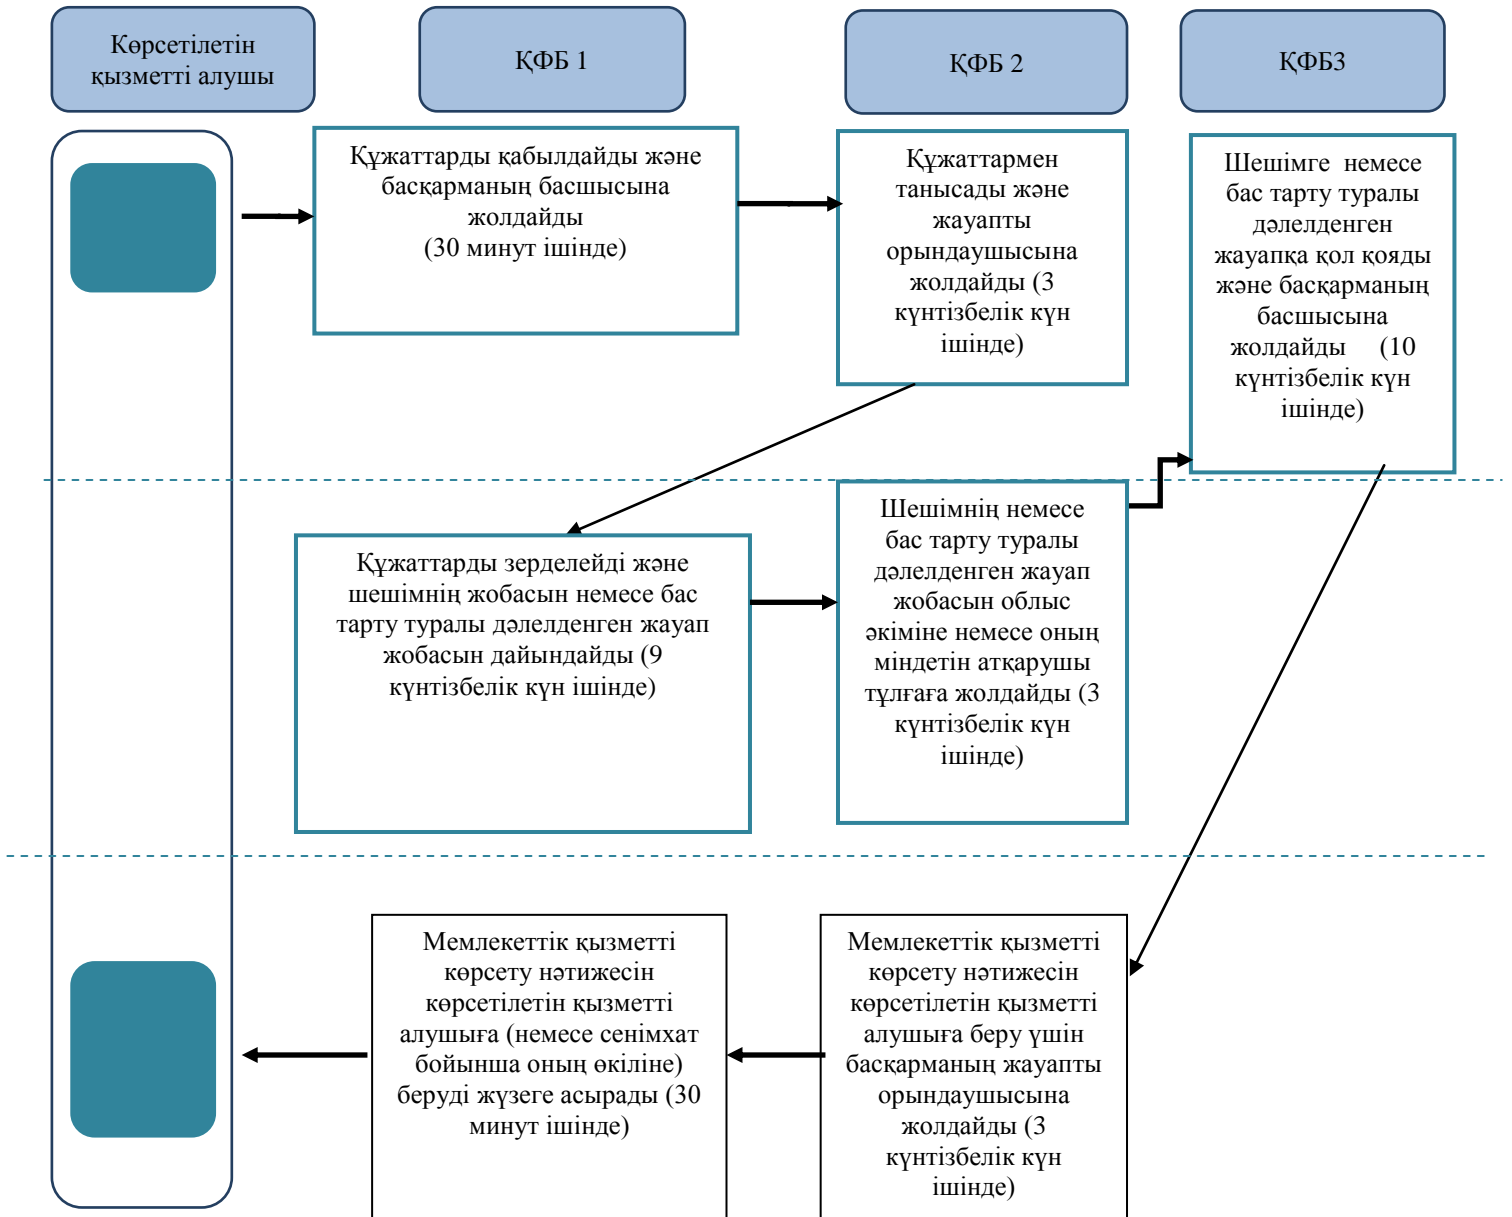 Көрсетілетін
қызметті алушы
ҚФБ 1
ҚФБ 2
ҚФБ3
Құжаттарды қабылдайды және
басқарманың басшысына
жолдайды
(30 минут ішінде)
Құжаттармен
танысады және
жауапты
орындаушысына
жолдайды (3
күнтізбелік күн
ішінде)
Шешімге немесе
бас тарту туралы
дәлелденген
жауапқа қол қояды
және басқарманың
басшысына
жолдайды (10
күнтізбелік күн
ішінде)
Құжаттарды зерделейді және
шешімнің жобасын немесе бас
тарту туралы дәлелденген жауап
жобасын дайындайды (9
күнтізбелік күн ішінде)
Шешімнің немесе
бас тарту туралы
дәлелденген жауап
жобасын облыс
әкіміне немесе оның
міндетін атқарушы
тұлғаға жолдайды (3
күнтізбелік күн
ішінде)
Мемлекеттік қызметті
көрсету нәтижесін
көрсетілетін қызметті
алушыға (немесе сенімхат
бойынша оның өкіліне)
беруді жүзеге асырады (30
минут ішінде)
Мемлекеттік қызметті
көрсету нәтижесін
көрсетілетін қызметті
алушыға беру үшін
басқарманың жауапты
орындаушысына
жолдайды (3
күнтізбелік күн
ішінде)